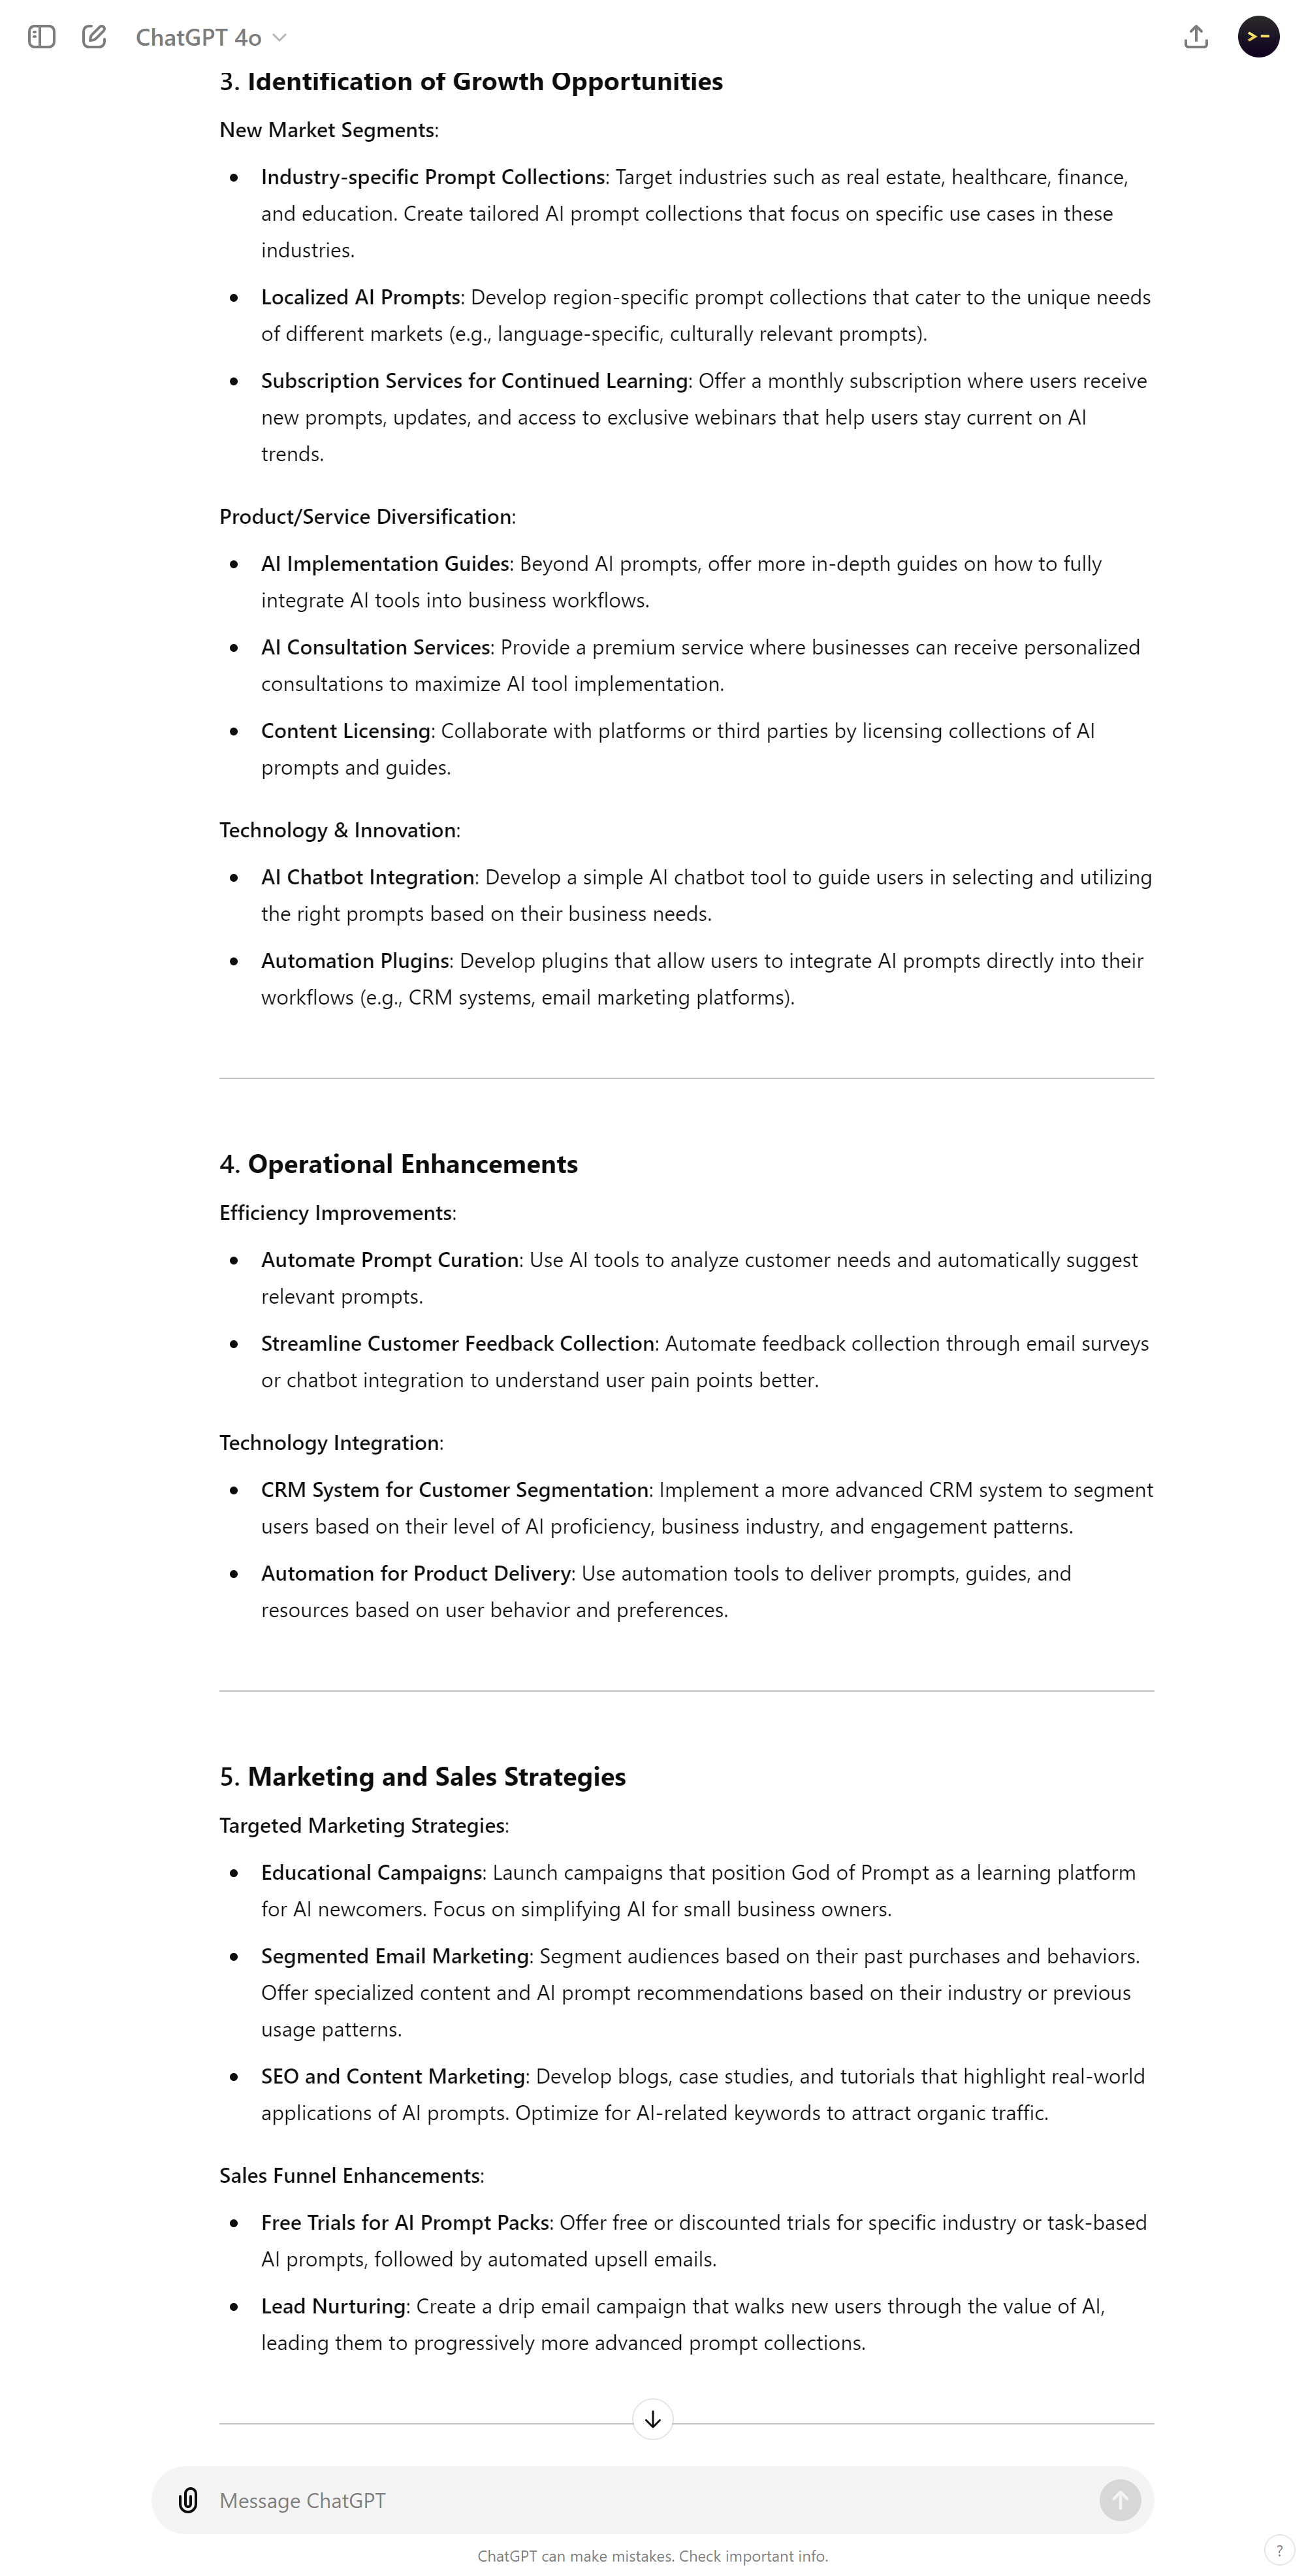 ChatGPT 4o
3. Identification of Growth Opportunities
New Market Segments:
• Industry-specific Prompt Collections: Target industries such as real estate, healthcare, finance,
and education. Create tailored AI prompt collections that focus on specific use cases in these
industries.
• Localized AI Prompts: Develop region-specific prompt collections that cater to the unique needs
of different markets (e.g., language-specific, culturally relevant prompts).
• Subscription Services for Continued Learning: Offer a monthly subscription where users receive
new prompts, updates, and access to exclusive webinars that help users stay current on AI
trends.
Product/Service Diversification:
• AI Implementation Guides: Beyond AI prompts, offer more in-depth guides on how to fully
integrate AI tools into business workflows.
• AI Consultation Services: Provide a premium service where businesses can receive personalized
consultations to maximize AI tool implementation.
• Content Licensing: Collaborate with platforms or third parties by licensing collections of AI
prompts and guides.
Technology & Innovation:
• AI Chatbot Integration: Develop a simple AI chatbot tool to guide users in selecting and utilizing
the right prompts based on their business needs.
• Automation Plugins: Develop plugins that allow users to integrate AI prompts directly into their
workflows (e.g., CRM systems, email marketing platforms).
4. Operational Enhancements
Efficiency Improvements:
• Automate Prompt Curation: Use AI tools to analyze customer needs and automatically suggest
relevant prompts.
• Streamline Customer Feedback Collection: Automate feedback collection through email surveys
or chatbot integration to understand user pain points better.
Technology Integration:
• CRM System for Customer Segmentation: Implement a more advanced CRM system to segment
users based on their level of AI proficiency, business industry, and engagement patterns.
• Automation for Product Delivery: Use automation tools to deliver prompts, guides, and
resources based on user behavior and preferences.
5. Marketing and Sales Strategies
Targeted Marketing Strategies:
• Educational Campaigns: Launch campaigns that position God of Prompt as a learning platform
for AI newcomers. Focus on simplifying AI for small business owners.
• Segmented Email Marketing: Segment audiences based on their past purchases and behaviors.
Offer specialized content and AI prompt recommendations based on their industry or previous
usage patterns.
• SEO and Content Marketing: Develop blogs, case studies, and tutorials that highlight real-world
applications of AI prompts. Optimize for AI-related keywords to attract organic traffic.
Sales Funnel Enhancements:
• Free Trials for AI Prompt Packs: Offer free or discounted trials for specific industry or task-based
AI prompts, followed by automated upsell emails.
• Lead Nurturing: Create a drip email campaign that walks new users through the value of AI,
leading them to progressively more advanced prompt collections.
Message ChatGPT
ChatGPT can make mistakes. Check important info.
?